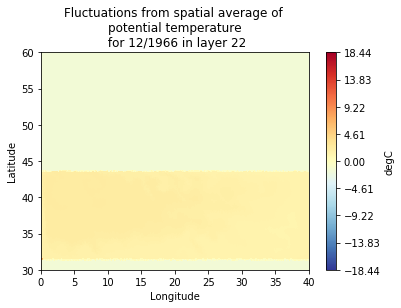 Fluctuations from spatial average of
potential temperature
for 12/1966 in layer 22
60
55
50
45
40
35
30
Latitude
0 5 10 15 20 25 30 35 40
Longitude
18.44
13.83
9.22
4.61
0.00
−4.61
−9.22
−13.83
−18.44
degC